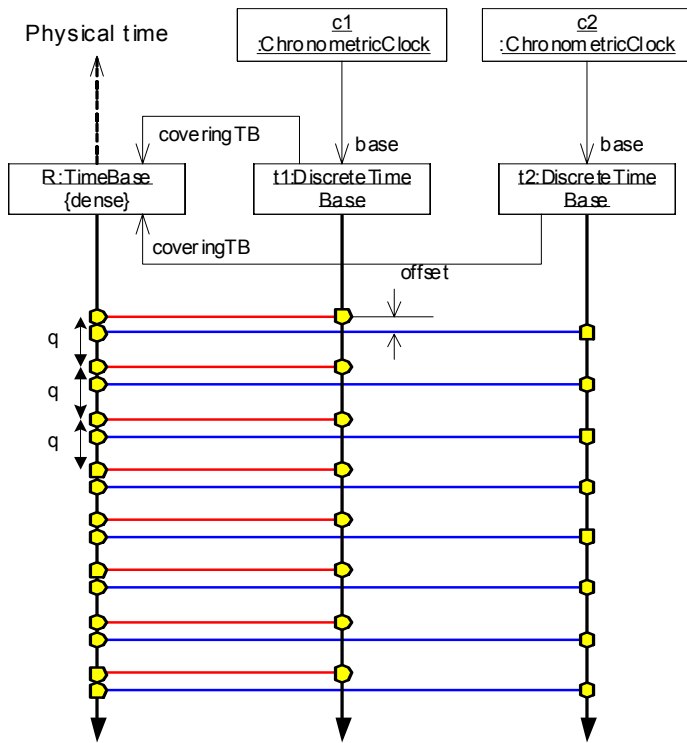 Physical time
c1
:ChronometricClock
c2
:ChronometricClock
coveringTB
base
base
R:TimeBase
{dense}
t1:DiscreteTime
Base
t2:DiscreteTime
Base
coveringTB
offset
q
q
q